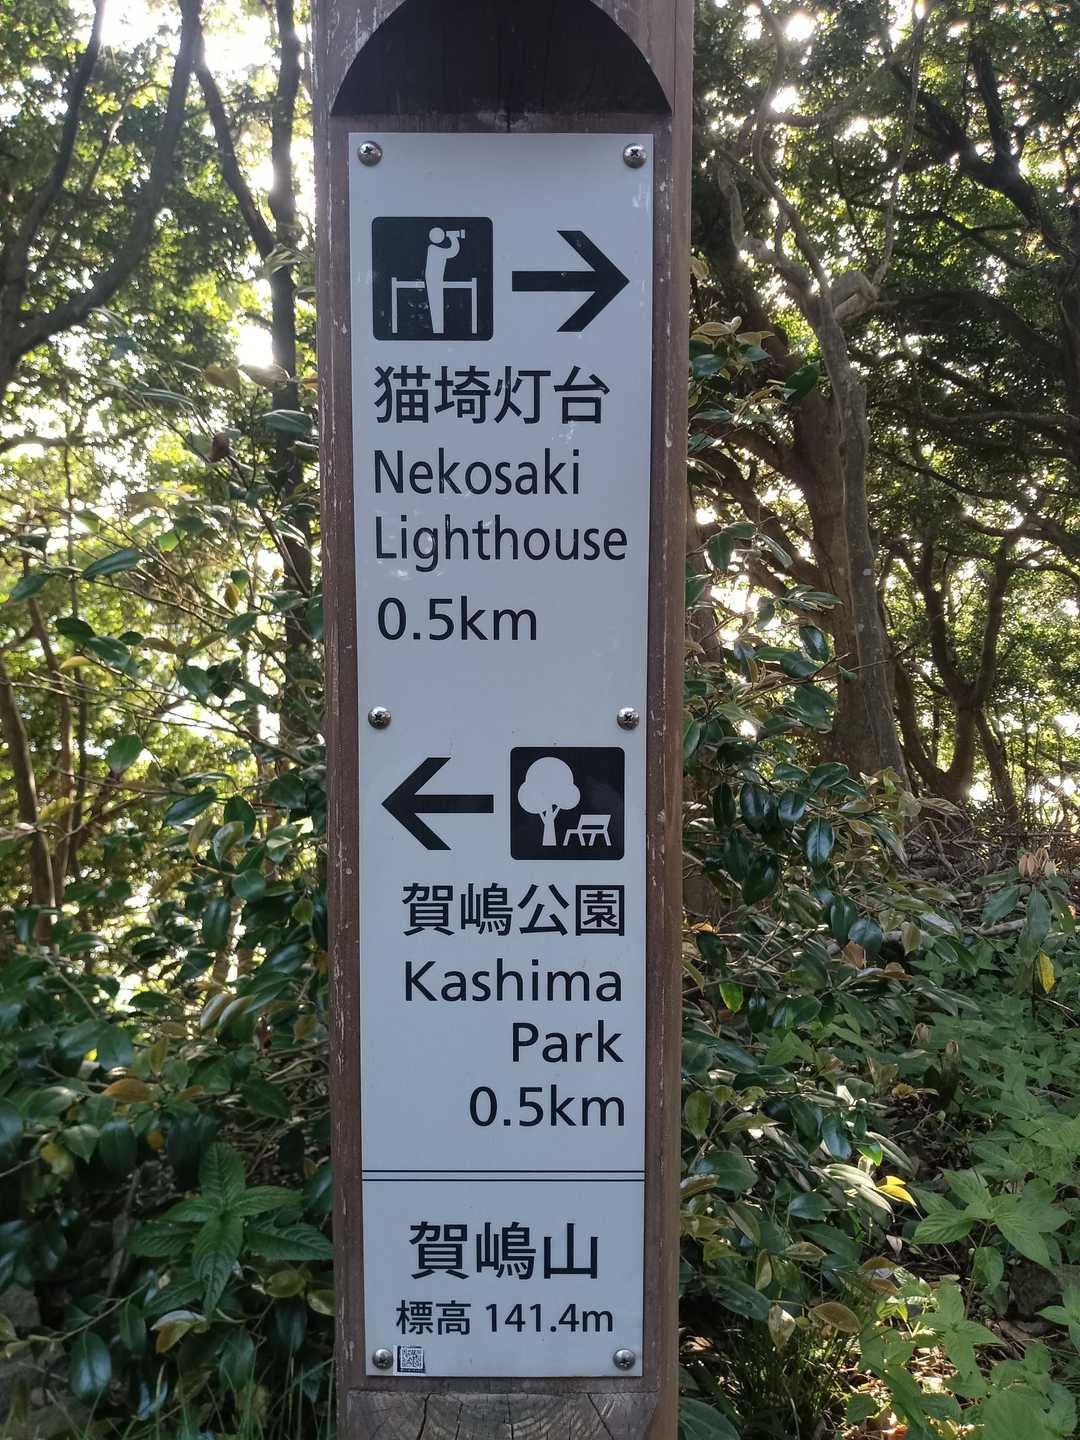 猫埼灯台
Nekosaki
Lighthouse
0.5km
賀嶋公園
Kashima
Park
0.5km
賀嶋山
標高 141.4m